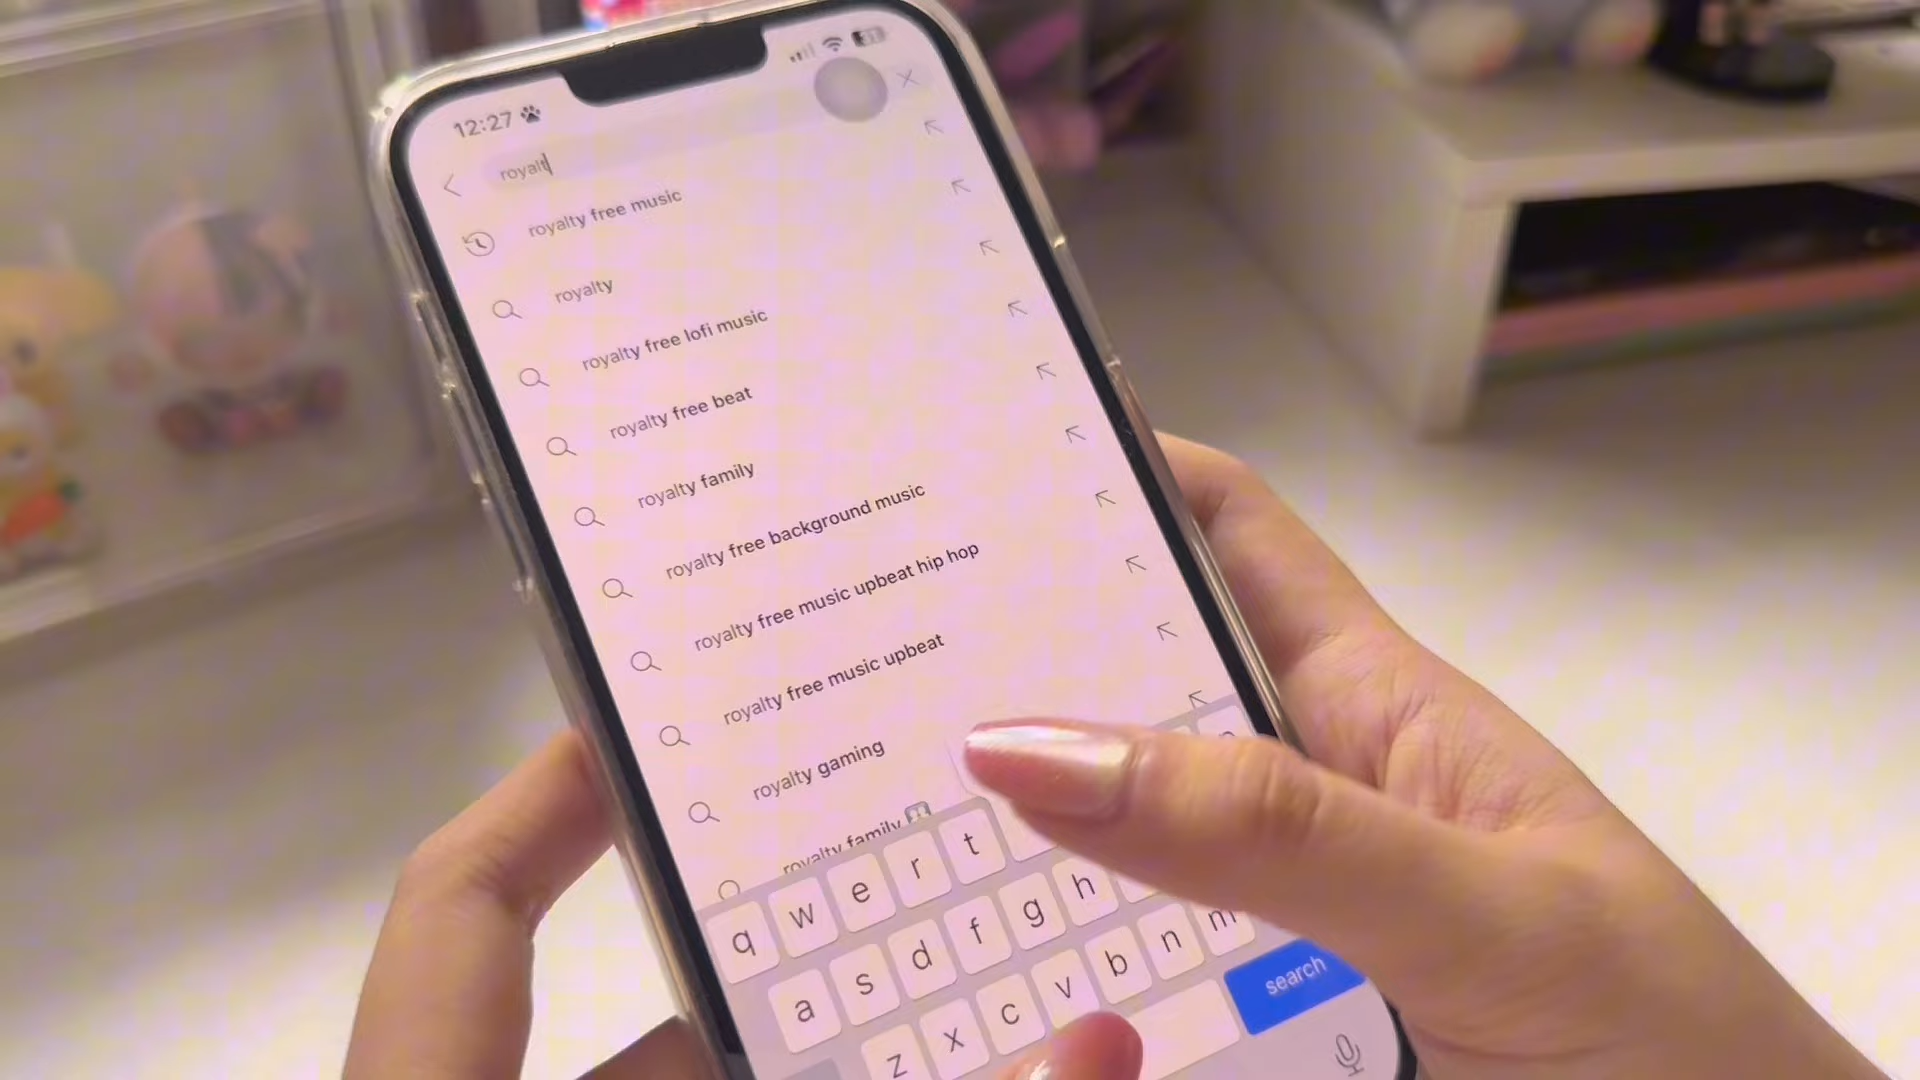 12:27
royalt
royalty free music
royalty
royalty free lofi music
royalty free beat
royalty family
royalty free background music
royalty free music upbeat hip hop
royalty free music upbeat
royalty gaming
royalty family
q w e r t
a s d f g h
z x c v b n m
search